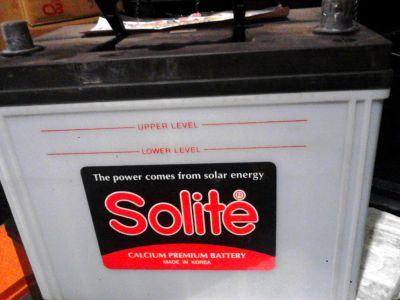 UPPER LEVEL
LOWER LEVEL
The power comes from solar energy
Solite®
CALCIUM PREMIUM BATTERY
MADE IN KOREA